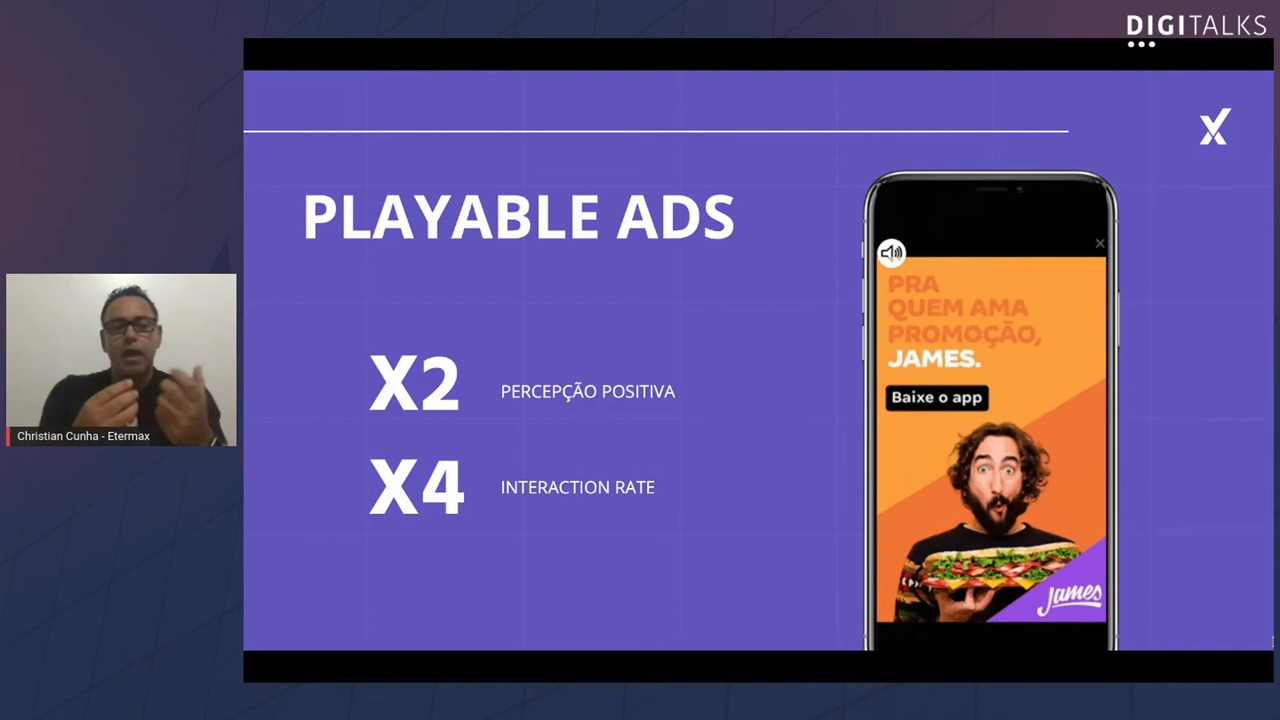 DIGITALKS
PLAYABLE ADS
X2
PERCEPÇÃO POSITIVA
X4
INTERACTION RATE
PRA
QUEM AMA
PROMOÇÃO,
JAMES.
Baixe o app
James
Christian Cunha - Etermax